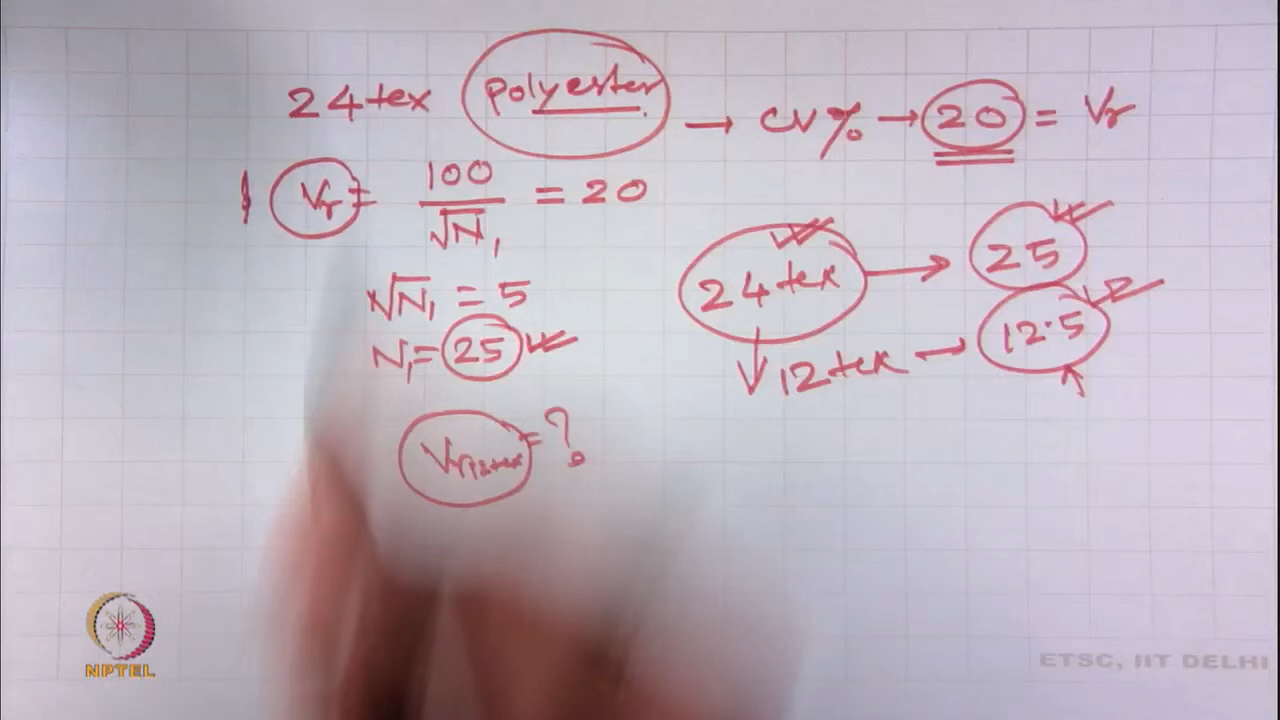 24 tex polyester → CV% → 20 = Vr
Vr = 100/√N₁ = 20
√N₁ = 5
N₁ = 25
24 tex → 25
↓ 12 tex → 12.5
Vr12tex = ?
NPTEL
ETSC, IIT DELHI